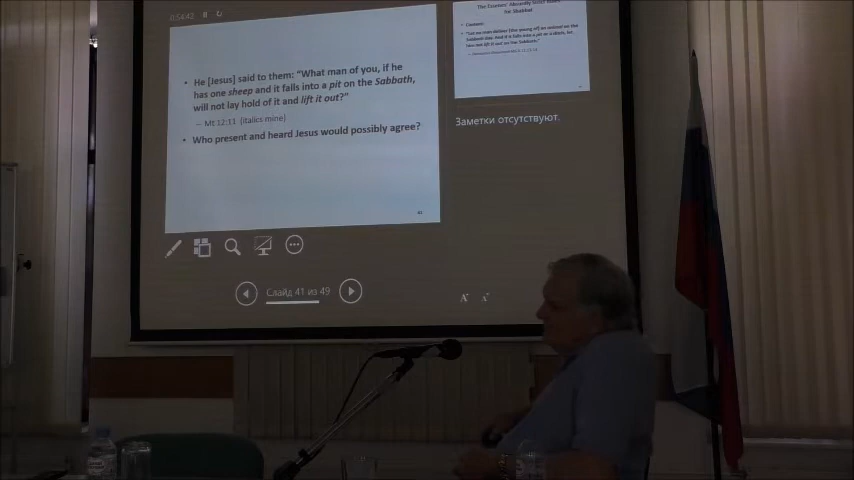 0:54:42
• He [Jesus] said to them: “What man of you, if he
has one sheep and it falls into a pit on the Sabbath,
will not lay hold of it and lift it out?”
— Mt 12:11 (italics mine)
• Who present and heard Jesus would possibly agree?
41
The Essenes' Absurdly Strict Rules
for Shabbat
Слайд 41 из 49
Заметки отсутствуют.
A A